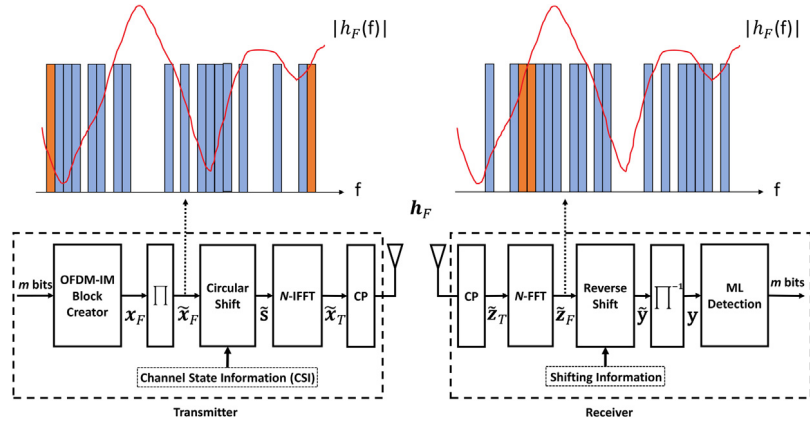 |h_F(f)|
f
|h_F(f)|
f
h_F
m bits
OFDM-IM
Block
Creator
x_F
∏
x̃_F
Circular
Shift
s̃
N-IFFT
x̃_T
CP
Channel State Information (CSI)
Transmitter
CP
z̃_T
N-FFT
z̃_F
Reverse
Shift
ỹ
∏⁻¹
y
ML
Detection
m bits
Shifting Information
Receiver